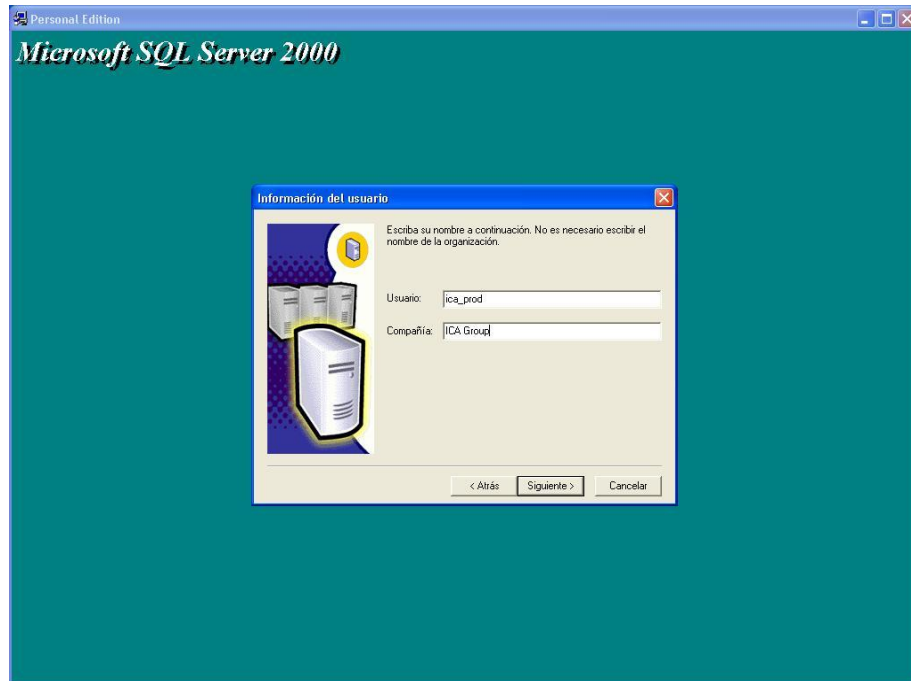 Personal Edition
Microsoft SQL Server 2000
Información del usuario
Escriba su nombre a continuación. No es necesario escribir el
nombre de la organización.
Usuario: ica_prod
Compañía: ICA Group
< Atrás Siguiente > Cancelar